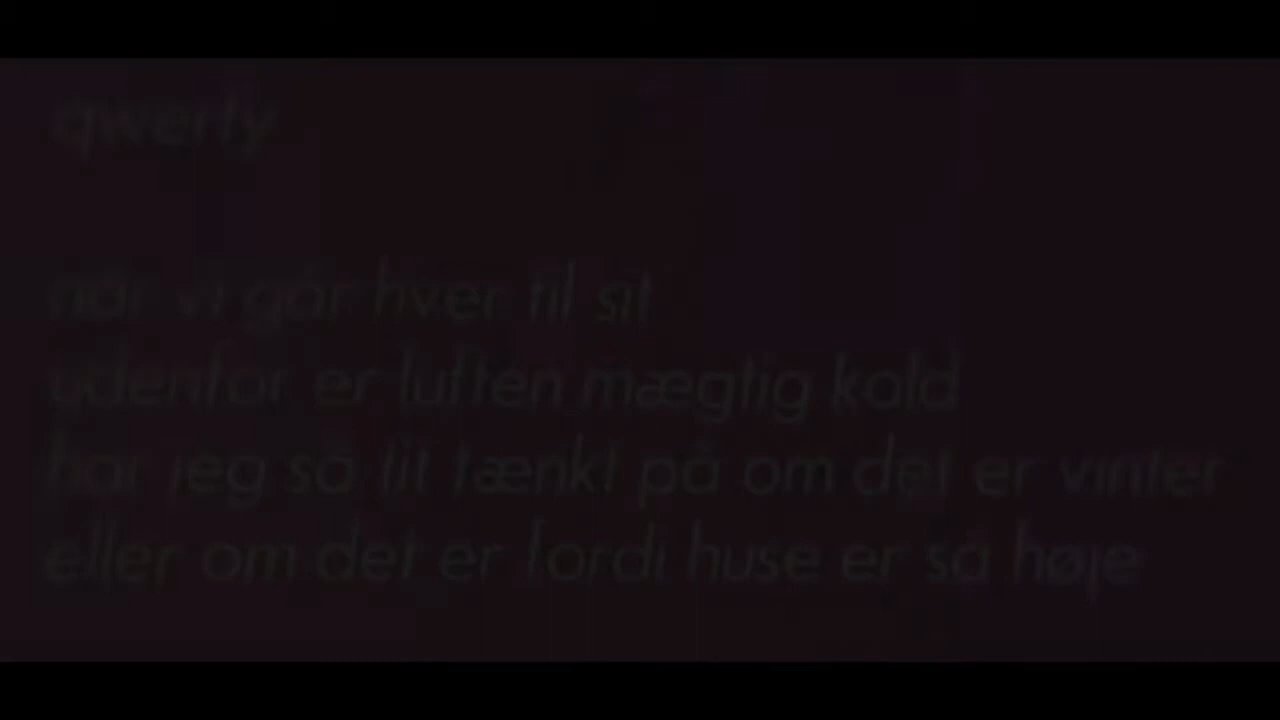 qwerty
når vi går hver til sit
udenfor er luften mægtig kold
har jeg så tit tænkt på om det er vinter
eller om det er fordi huse er så høje